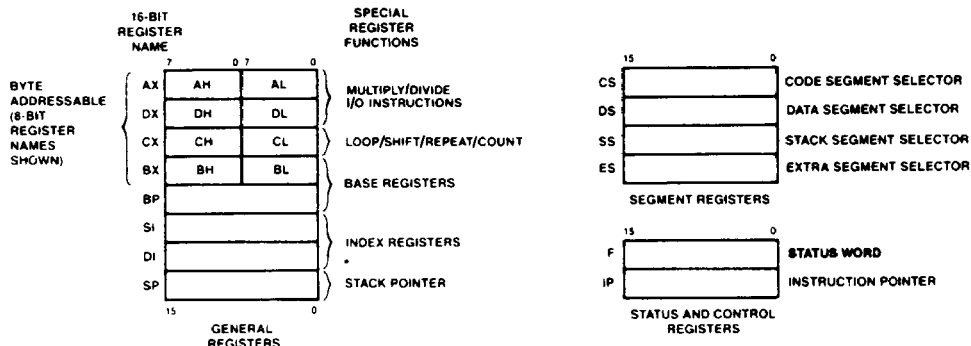 16-BIT
REGISTER
NAME
SPECIAL
REGISTER
FUNCTIONS
7 0 7 0
BYTE
ADDRESSABLE
(8-BIT
REGISTER
NAMES
SHOWN)
AX AH AL
DX DH DL
MULTIPLY/DIVIDE
I/O INSTRUCTIONS
CX CH CL LOOP/SHIFT/REPEAT/COUNT
BX BH BL
BP
BASE REGISTERS
SI
DI
INDEX REGISTERS
*
SP STACK POINTER
15 0
GENERAL
REGISTERS
15 0
CS CODE SEGMENT SELECTOR
DS DATA SEGMENT SELECTOR
SS STACK SEGMENT SELECTOR
ES EXTRA SEGMENT SELECTOR
SEGMENT REGISTERS
15 0
F STATUS WORD
IP INSTRUCTION POINTER
STATUS AND CONTROL
REGISTERS